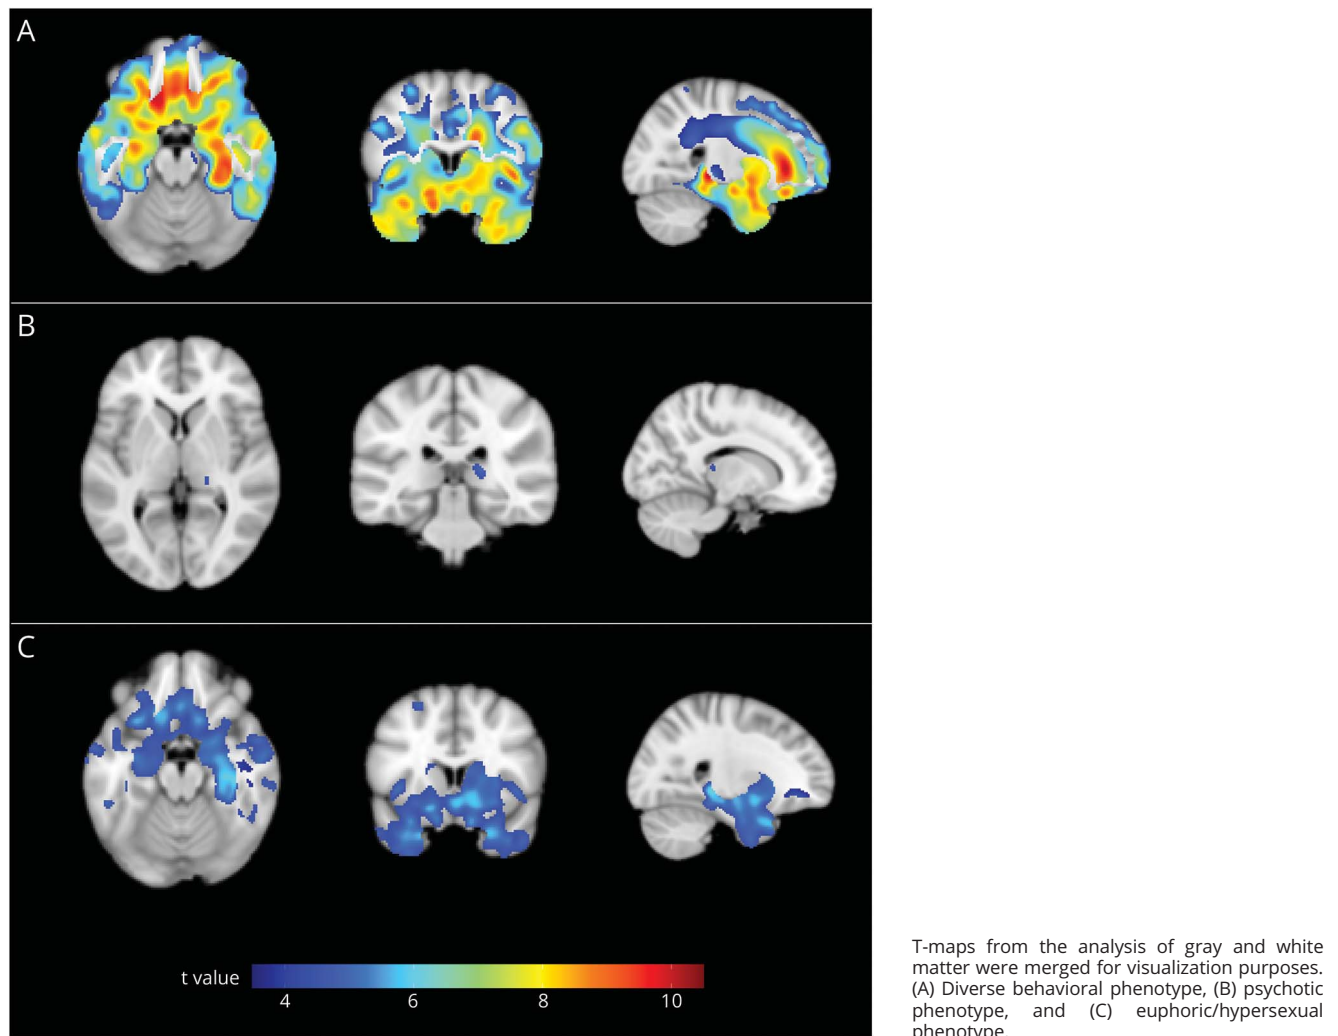 A
B
C
t value
4 6 8 10
T-maps from the analysis of gray and white
matter were merged for visualization purposes.
(A) Diverse behavioral phenotype, (B) psychotic
phenotype, and (C) euphoric/hypersexual
phenotype